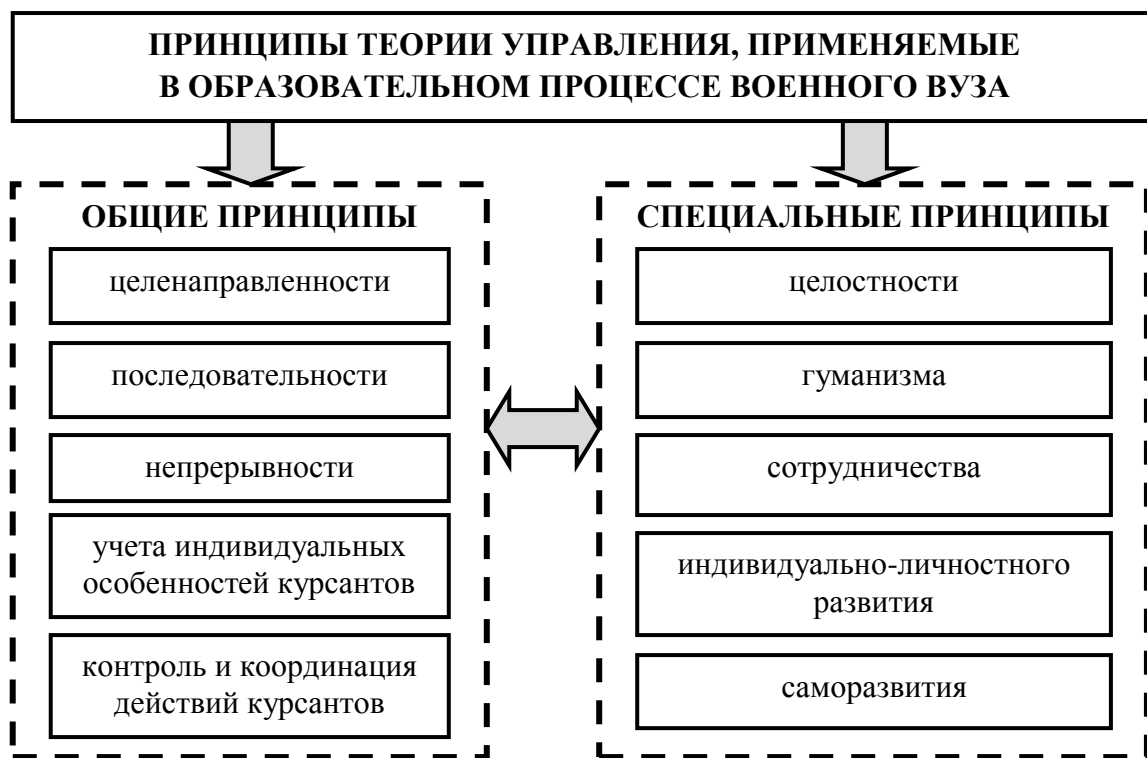 ПРИНЦИПЫ ТЕОРИИ УПРАВЛЕНИЯ, ПРИМЕНЯЕМЫЕ
В ОБРАЗОВАТЕЛЬНОМ ПРОЦЕССЕ ВОЕННОГО ВУЗА
ОБЩИЕ ПРИНЦИПЫ
целенаправленности
последовательности
непрерывности
учета индивидуальных
особенностей курсантов
контроль и координация
действий курсантов
СПЕЦИАЛЬНЫЕ ПРИНЦИПЫ
целостности
гуманизма
сотрудничества
индивидуально-личностного
развития
саморазвития